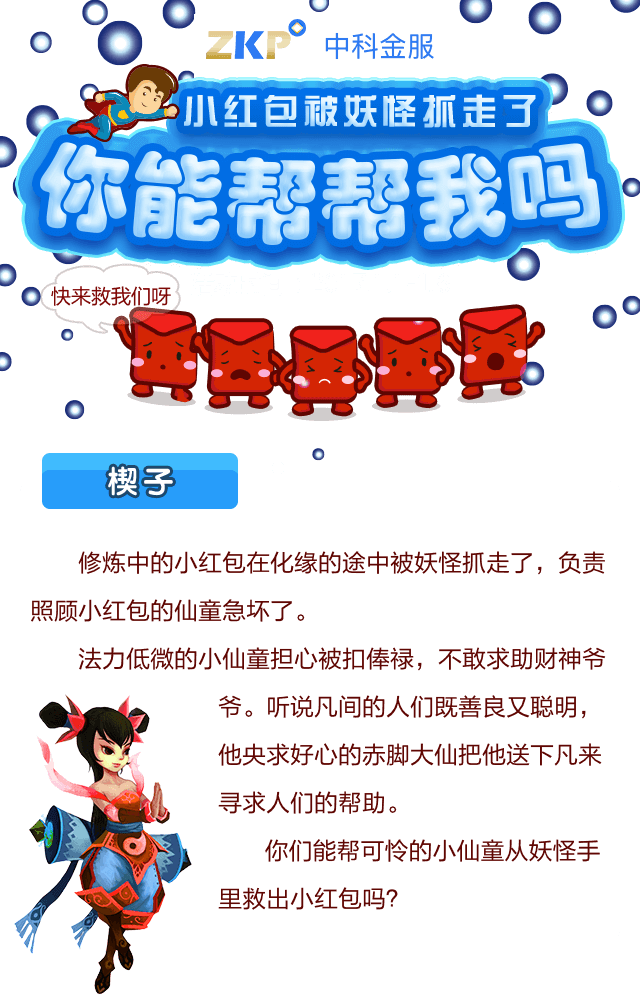 ZKP 中科金服
小红包被妖怪抓走了
你能帮帮我吗
快来救我们呀
楔子
修炼中的小红包在化缘的途中被妖怪抓走了，负责
照顾小红包的仙童急坏了。
法力低微的小仙童担心被扣俸禄，不敢求助财神爷
爷。听说凡间的人们既善良又聪明，
他央求好心的赤脚大仙把他送下凡来
寻求人们的帮助。
你们能帮可怜的小仙童从妖怪手
里救出小红包吗？